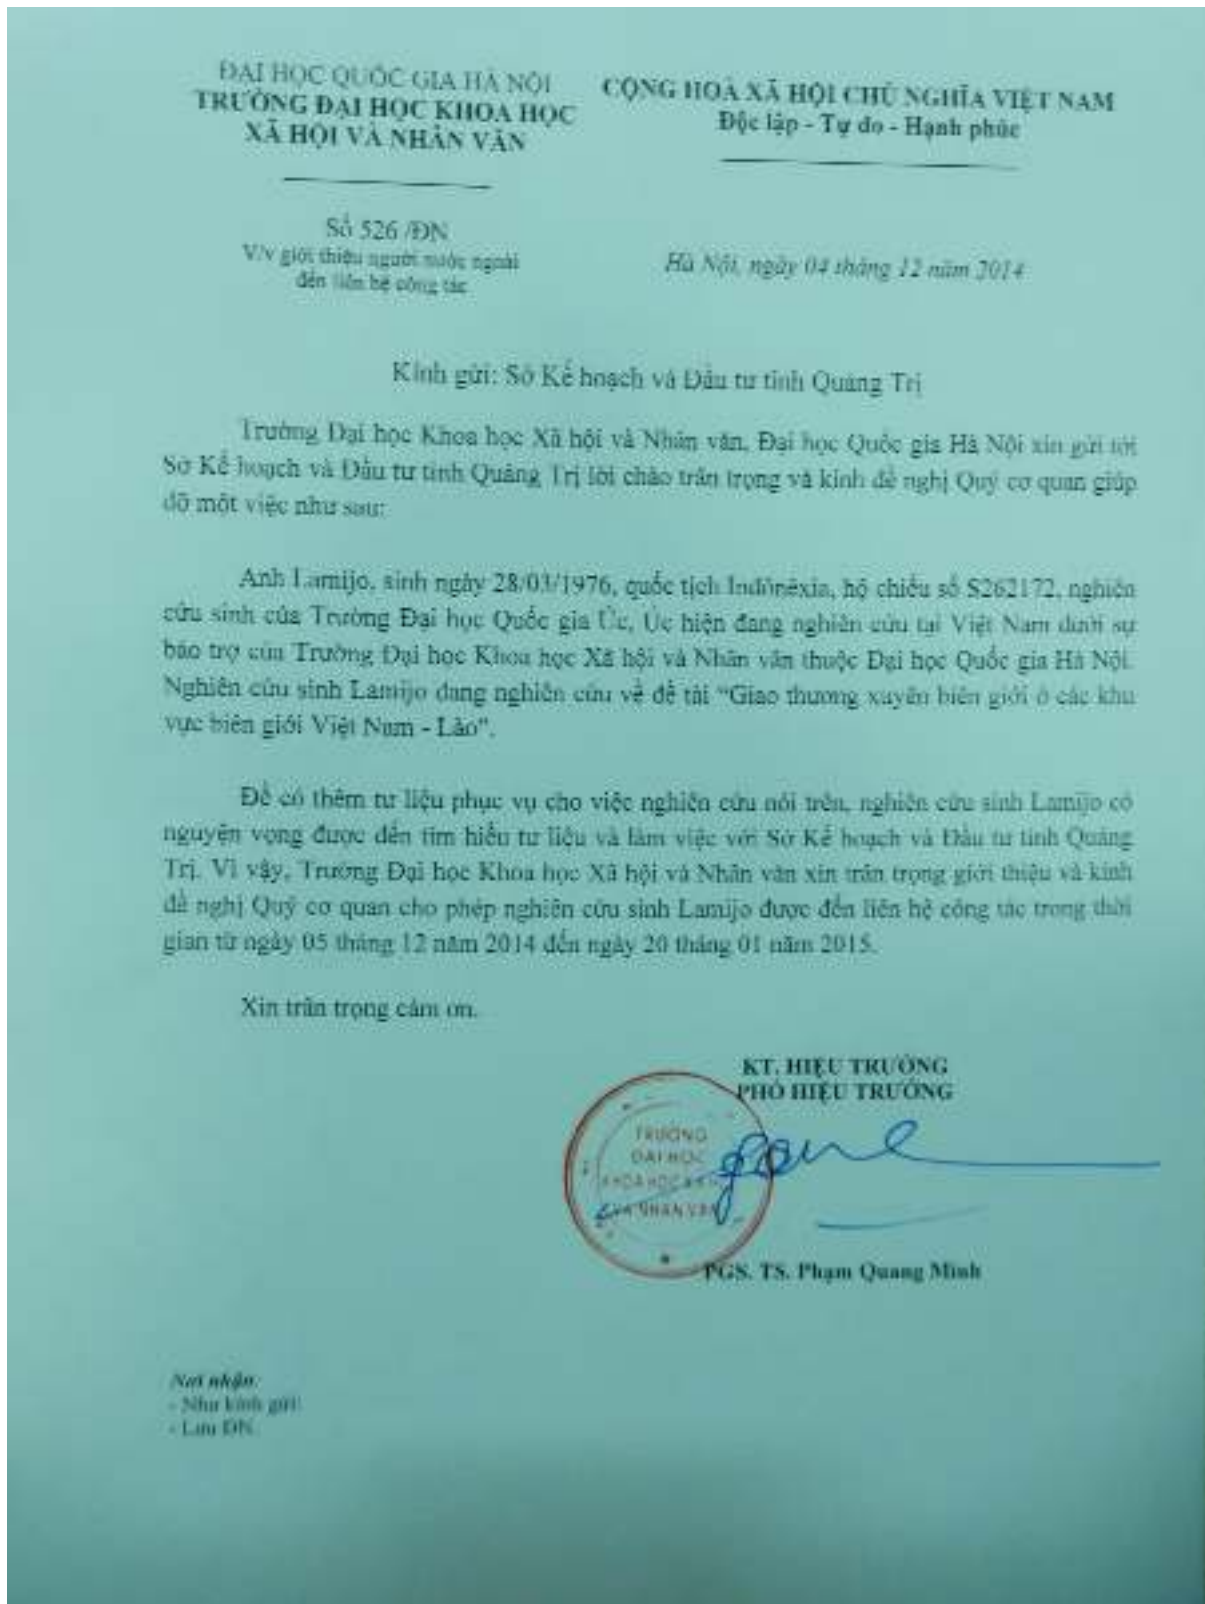 ĐẠI HỌC QUỐC GIA HÀ NỘI
TRƯỜNG ĐẠI HỌC KHOA HỌC
XÃ HỘI VÀ NHÂN VĂN
CỘNG HOÀ XÃ HỘI CHỦ NGHĨA VIỆT NAM
Độc lập - Tự do - Hạnh phúc
Số 526 /ĐN
V/v giới thiệu người nước ngoài
đến liên hệ công tác
Hà Nội, ngày 04 tháng 12 năm 2014
Kính gửi: Sở Kế hoạch và Đầu tư tỉnh Quảng Trị
Trường Đại học Khoa học Xã hội và Nhân văn, Đại học Quốc gia Hà Nội xin gửi tới
Sở Kế hoạch và Đầu tư tỉnh Quảng Trị lời chào trân trọng và kính đề nghị Quý cơ quan giúp
đỡ một việc như sau:
Anh Lamijo, sinh ngày 28/03/1976, quốc tịch Inđônêxia, hộ chiếu số S262172, nghiên
cứu sinh của Trường Đại học Quốc gia Úc, Úc hiện đang nghiên cứu tại Việt Nam dưới sự
bảo trợ của Trường Đại học Khoa học Xã hội và Nhân văn thuộc Đại học Quốc gia Hà Nội.
Nghiên cứu sinh Lamijo đang nghiên cứu về đề tài “Giao thương xuyên biên giới ở các khu
vực biên giới Việt Nam - Lào”.
Để có thêm tư liệu phục vụ cho việc nghiên cứu nói trên, nghiên cứu sinh Lamijo có
nguyện vọng được đến tìm hiểu tư liệu và làm việc với Sở Kế hoạch và Đầu tư tỉnh Quảng
Trị. Vì vậy, Trường Đại học Khoa học Xã hội và Nhân văn xin trân trọng giới thiệu và kính
đề nghị Quý cơ quan cho phép nghiên cứu sinh Lamijo được đến liên hệ công tác trong thời
gian từ ngày 05 tháng 12 năm 2014 đến ngày 20 tháng 01 năm 2015.
Xin trân trọng cảm ơn.
KT. HIỆU TRƯỞNG
PHÓ HIỆU TRƯỞNG
TRƯỜNG
ĐẠI HỌC
KHOA HỌC
VÀ NHÂN VĂN
PGS. TS. Phạm Quang Minh
Nơi nhận:
- Như kính gửi;
- Lưu ĐN.